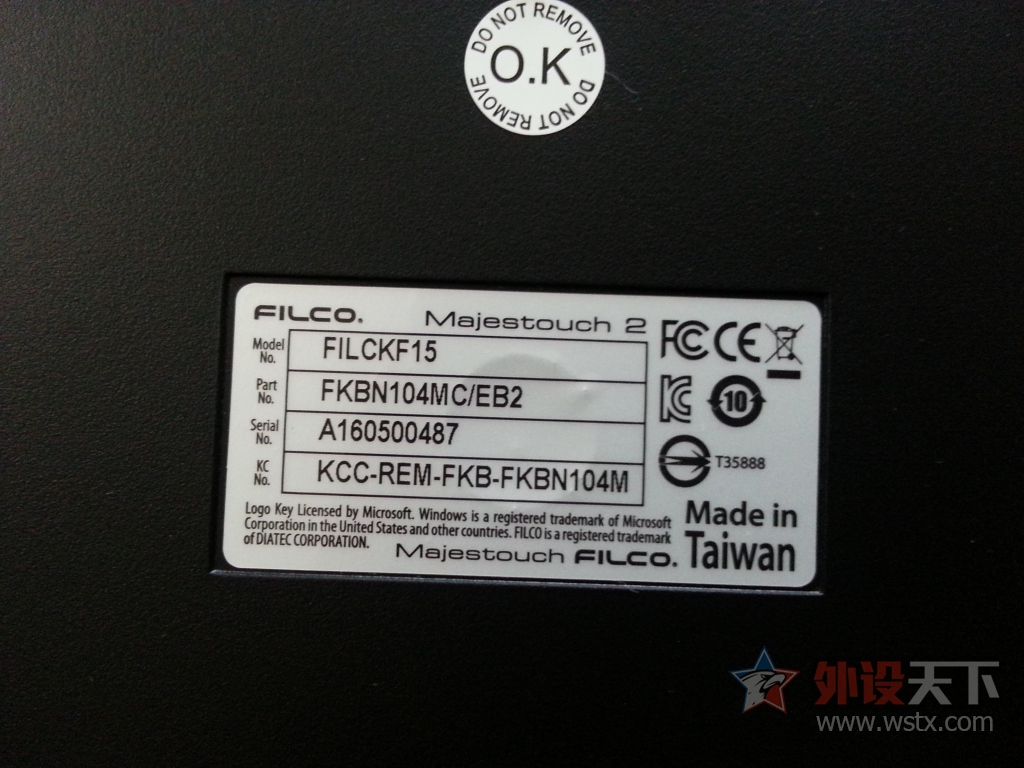 DO NOT REMOVE
O.K
DO NOT REMOVE
FILCO. Majestouch 2
Model No. FILCKF15
Part No. FKBN104MC/EB2
Serial No. A160500487
KC No. KCC-REM-FKB-FKBN104M
FC CE
KC 10
T35888
Logo Key Licensed by Microsoft. Windows is a registered trademark of Microsoft
Corporation in the United States and other countries. FILCO is a registered trademark
of DIATEC CORPORATION.
Majestouch FILCO.
Made in
Taiwan
外设天下
www.wstx.com